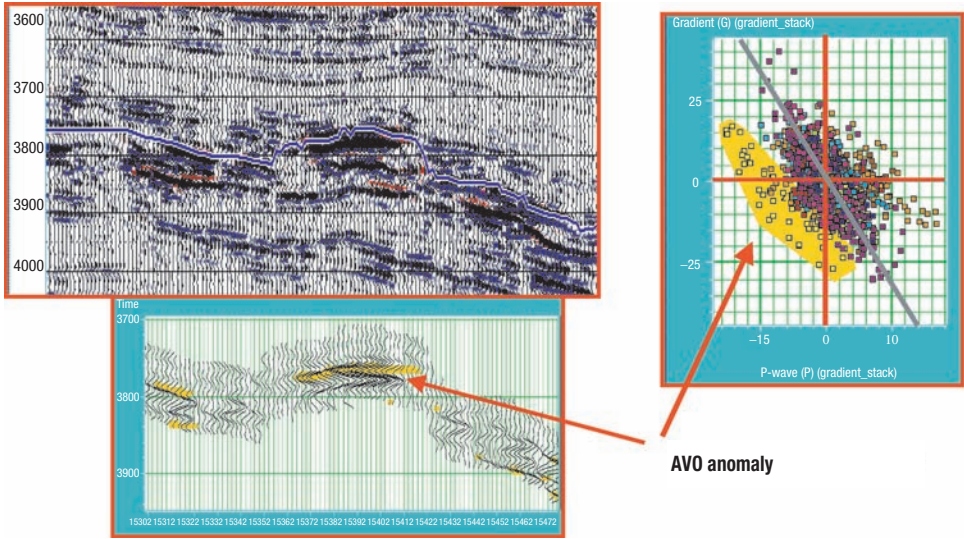 3600
3700
3800
3900
4000
Gradient (G) (gradient_stack)
25
0
−25
−15
0
10
P-wave (P) (gradient_stack)
Time
3700
3800
3900
15302 15312 15322 15332 15342 15352 15362 15372 15382 15392 15402 15412 15422 15432 15442 15452 15462 15472
AVO anomaly